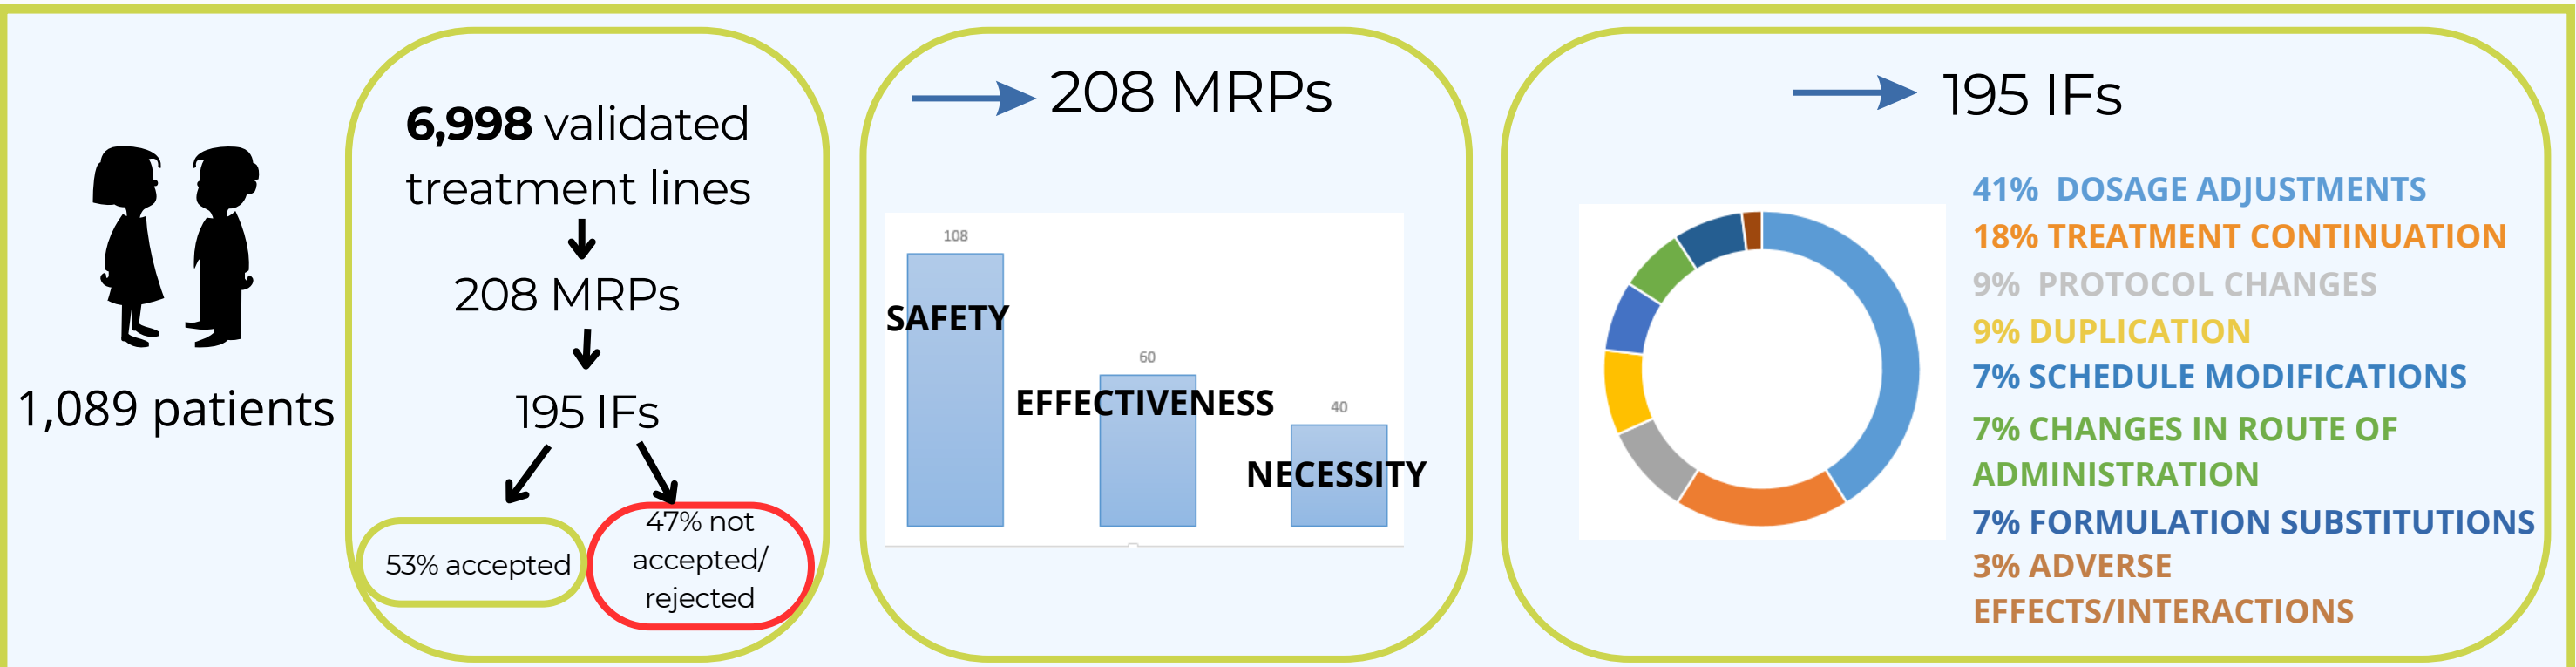 1,089 patients
6,998 validated
treatment lines
208 MRPs
195 IFs
53% accepted
47% not
accepted/
rejected
208 MRPs
108
SAFETY
60
EFFECTIVENESS
40
NECESSITY
195 IFs
41% DOSAGE ADJUSTMENTS
18% TREATMENT CONTINUATION
9% PROTOCOL CHANGES
9% DUPLICATION
7% SCHEDULE MODIFICATIONS
7% CHANGES IN ROUTE OF
ADMINISTRATION
7% FORMULATION SUBSTITUTIONS
3% ADVERSE
EFFECTS/INTERACTIONS